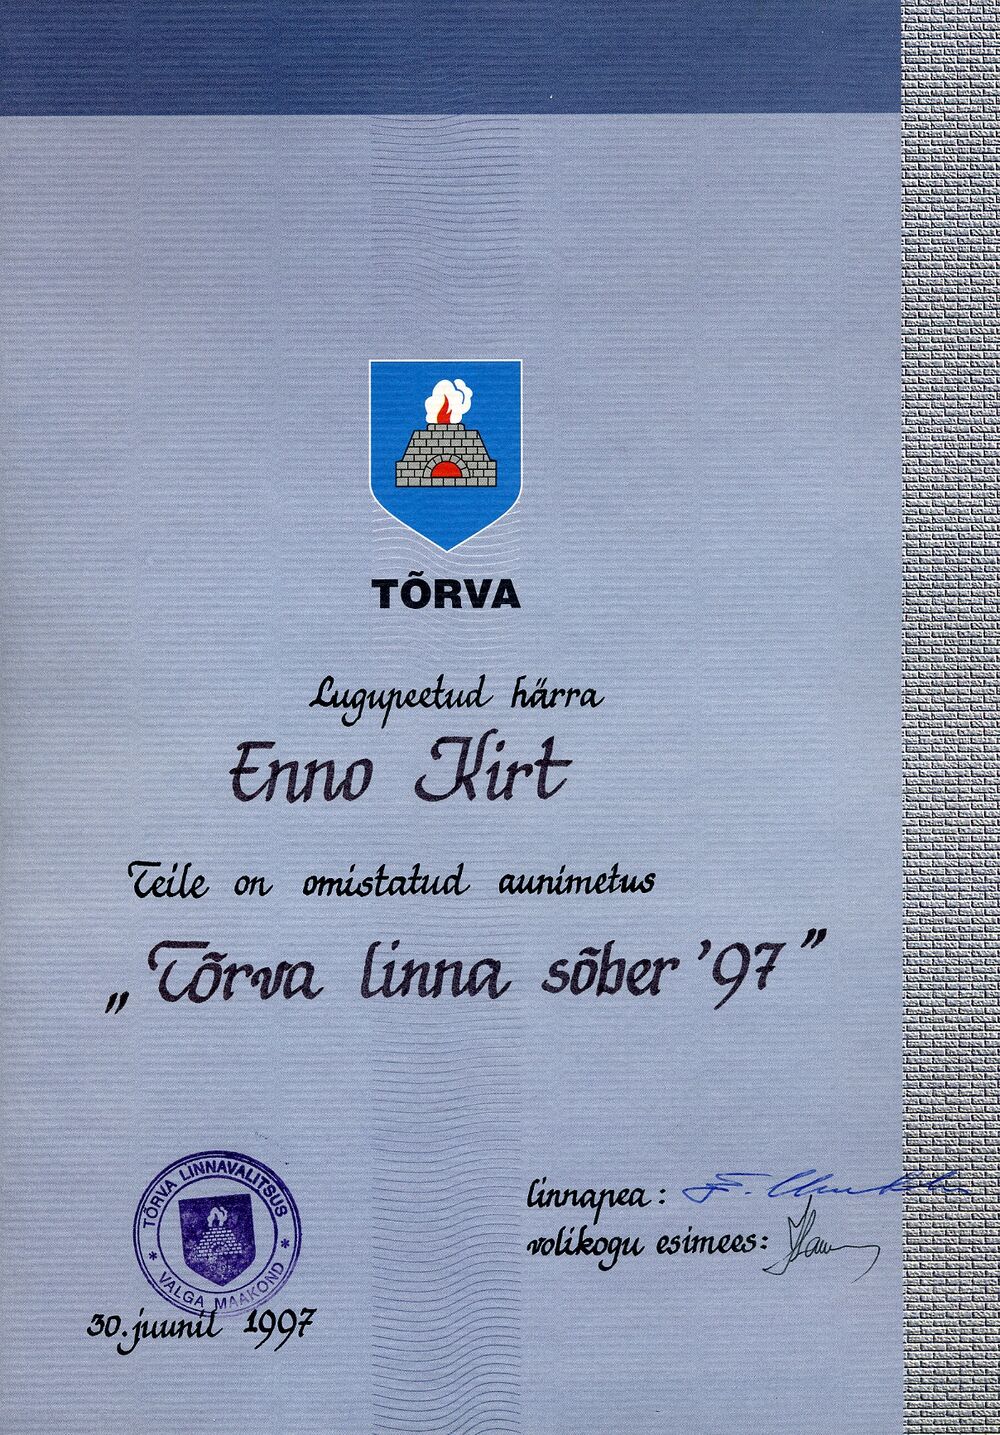 TÕRVA
Lugupeetud härra
Enno Kirt
Teile on omistatud aunimetus
„Tõrva linna sõber '97”
TÕRVA LINNAVALITSUS
* VALGA MAAKOND *
30. juunil 1997
linnapea:
volikogu esimees: